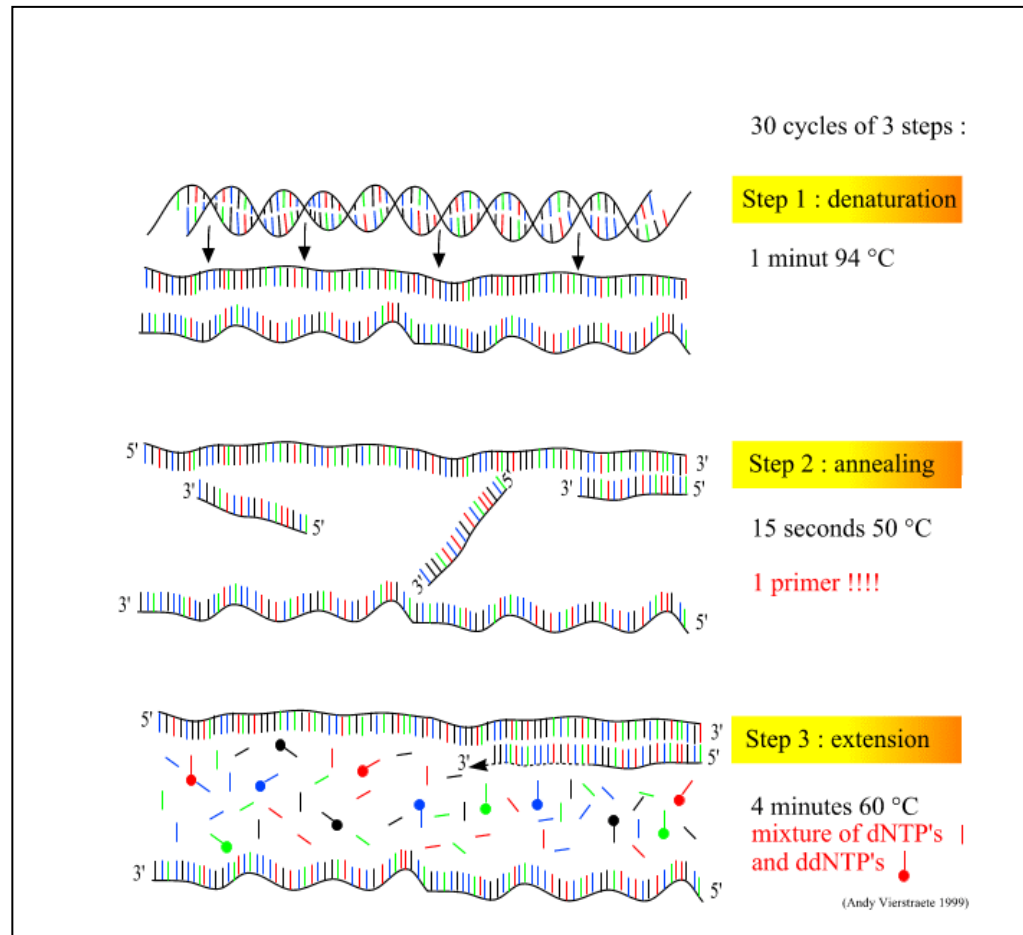 30 cycles of 3 steps :
Step 1 : denaturation
1 minut 94 °C
5'
3'
Step 2 : annealing
3'
5'
5'
3'
5'
15 seconds 50 °C
1 primer !!!!
3'
3'
5'
5'
3'
Step 3 : extension
3'
5'
4 minutes 60 °C
mixture of dNTP's
and ddNTP's
3'
5'
(Andy Vierstraete 1999)